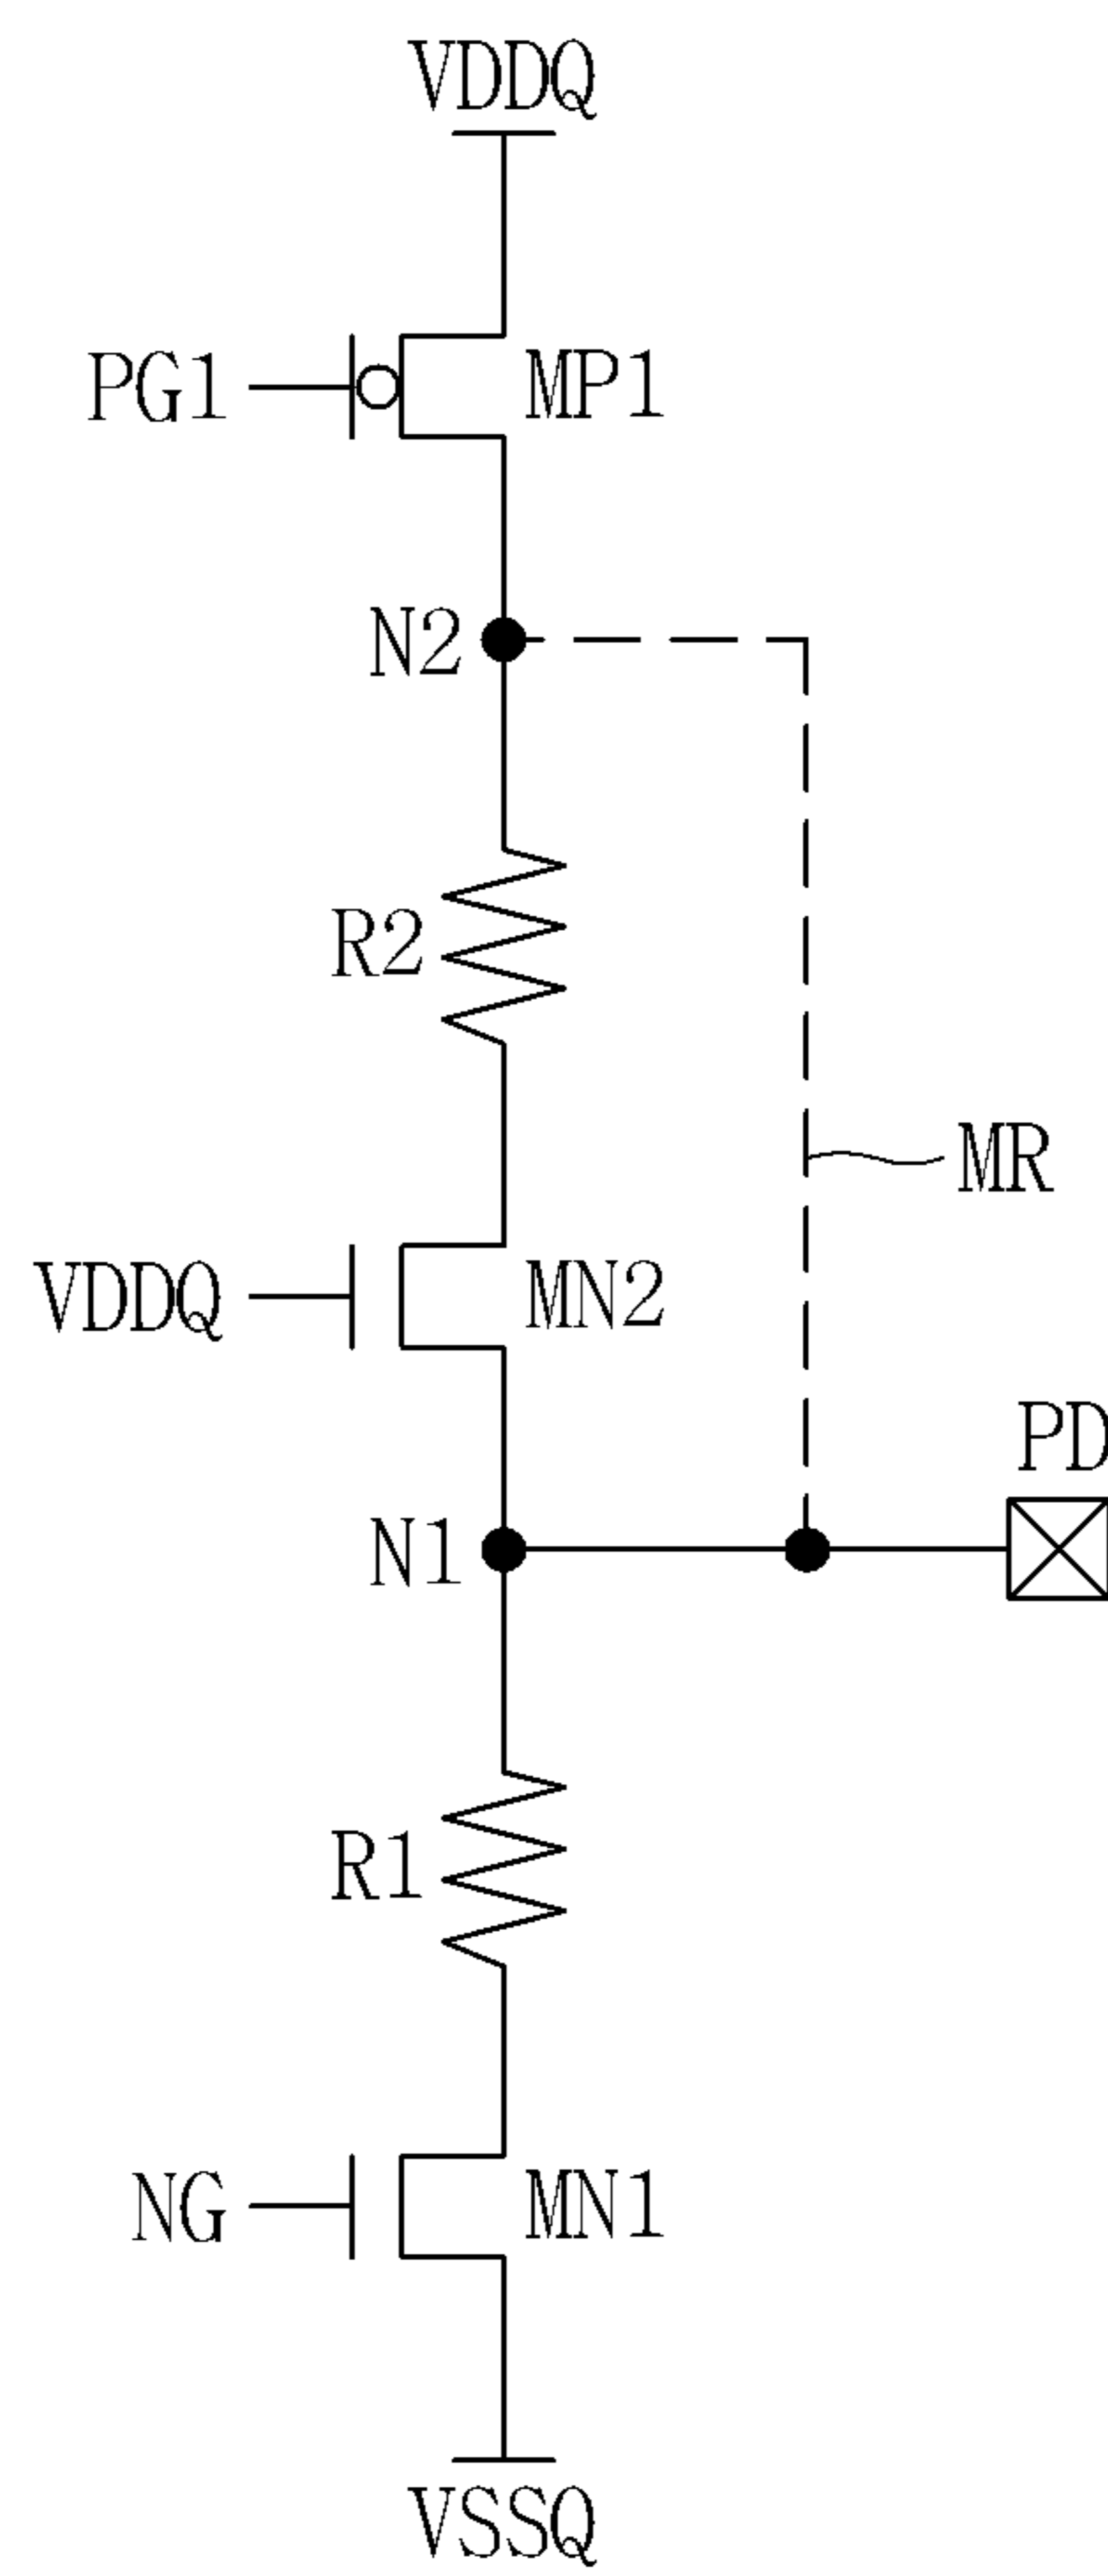 VDDQ
PG1
MP1
N2
R2
MR
VDDQ
MN2
PD
N1
R1
NG
MN1
VSSQ